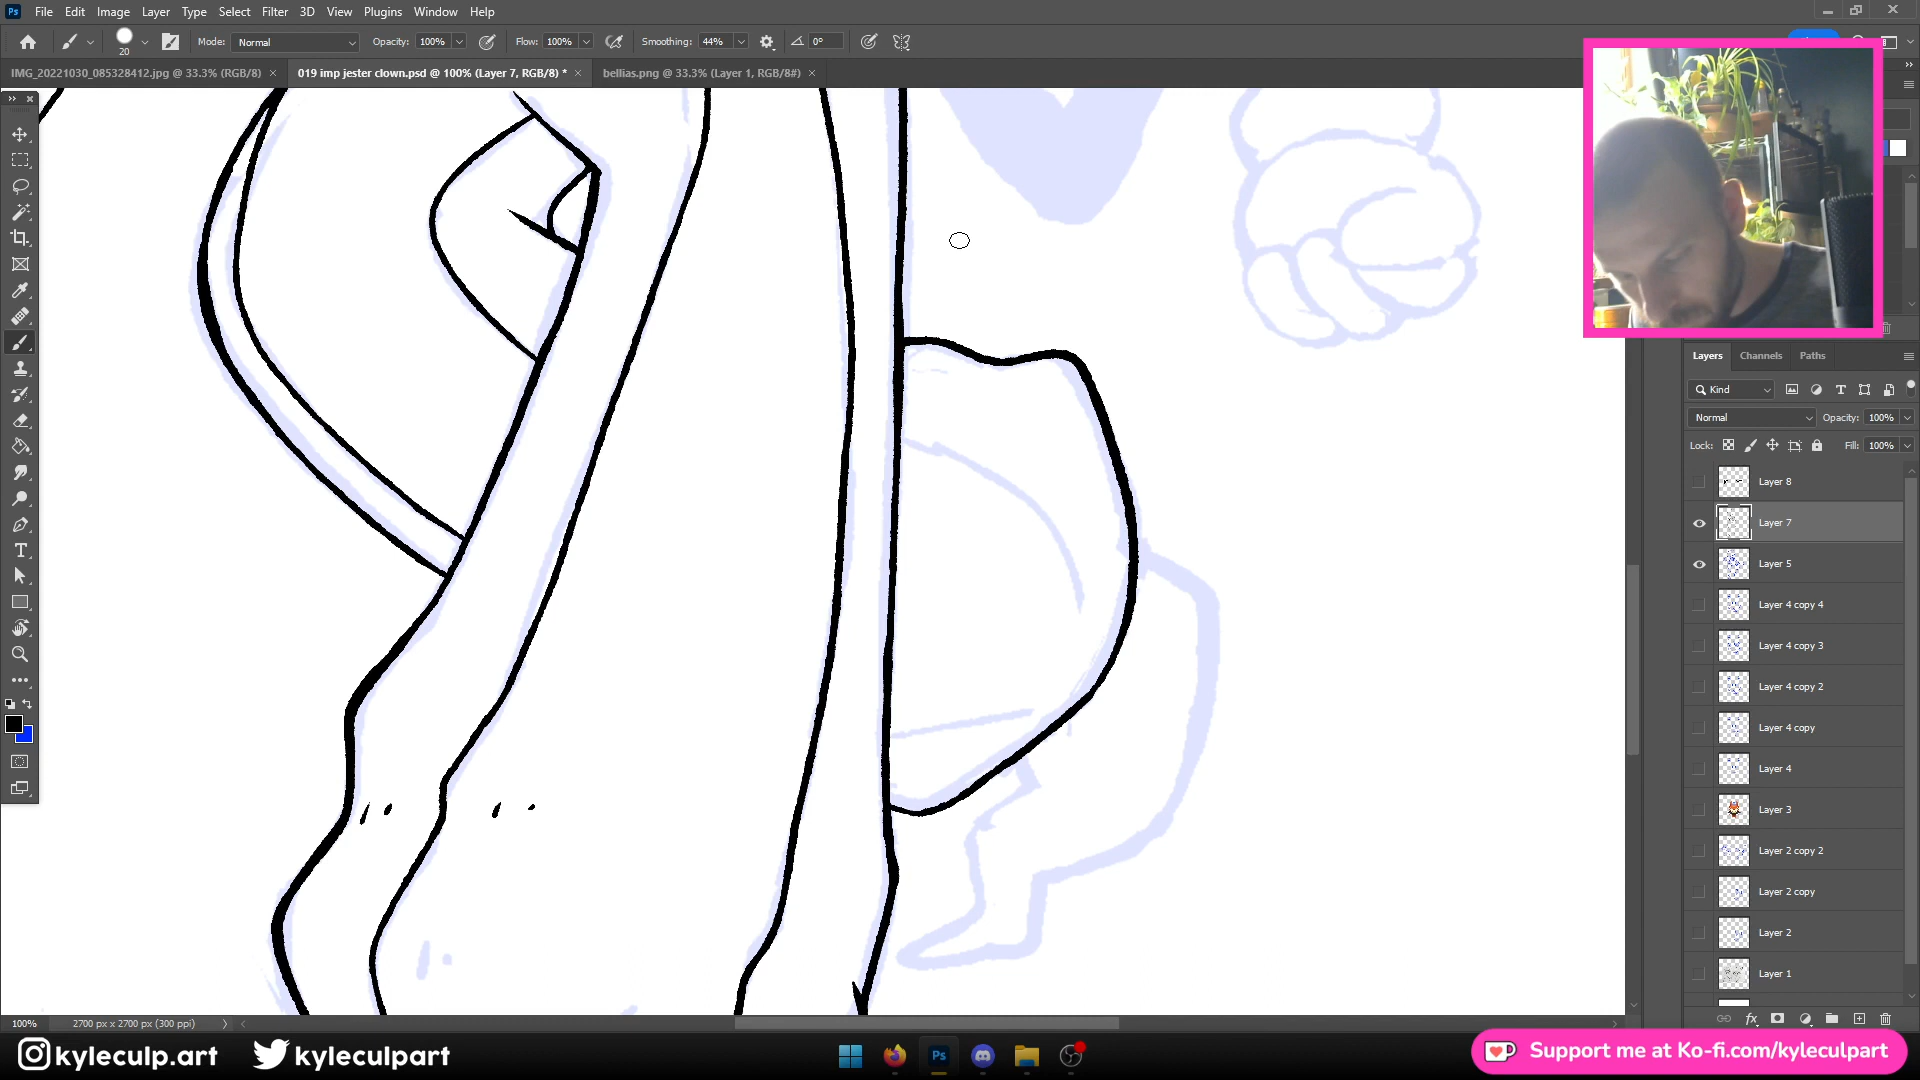 Ps File Edit Image Layer Type Select Filter 3D View Plugins Window Help
20 Mode: Normal Opacity: 100% Flow: 100% Smoothing: 44% 0°
IMG_20221030_085328412.jpg @ 33.3% (RGB/8) × 019 imp jester clown.psd @ 100% (Layer 7, RGB/8) * × bellias.png @ 33.3% (Layer 1, RGB/8#) ×
Layers Channels Paths
Kind
Normal Opacity: 100%
Lock: Fill: 100%
Layer 8
Layer 7
Layer 5
Layer 4 copy 4
Layer 4 copy 3
Layer 4 copy 2
Layer 4 copy
Layer 4
Layer 3
Layer 2 copy 2
Layer 2 copy
Layer 2
Layer 1
100% 2700 px x 2700 px (300 ppi)
kyleculp.art kyleculpart
Ps
Support me at Ko-fi.com/kyleculpart